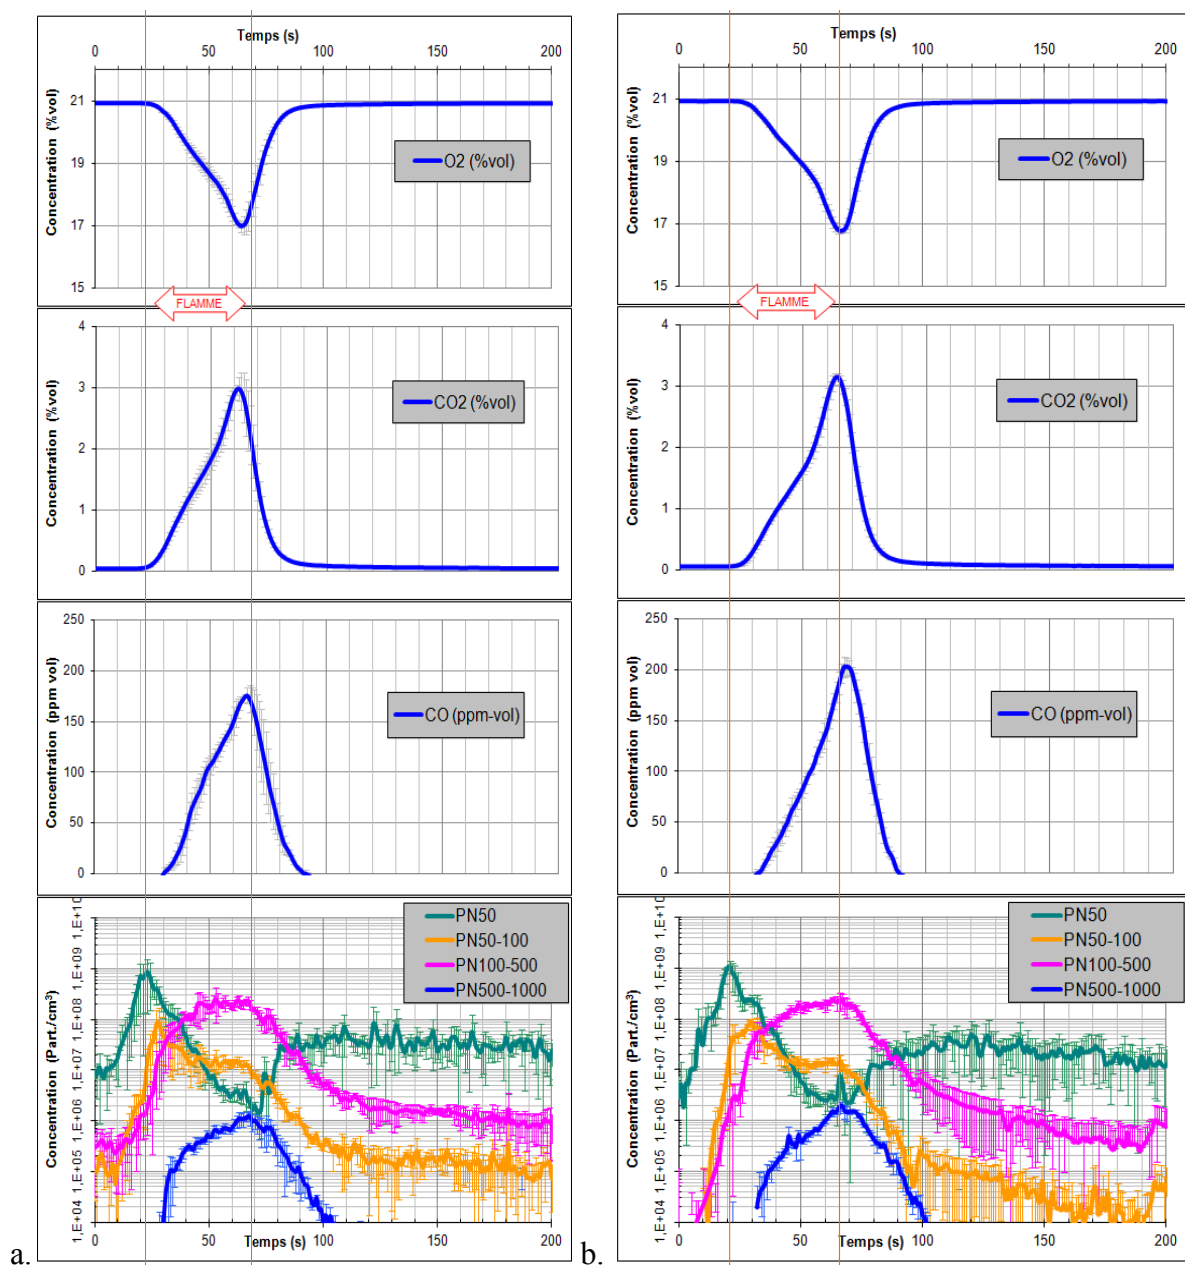 Temps (s)
0 50 100 150 200
Concentration (%vol)
21
19
17
15
O2 (%vol)
FLAMME
Concentration (%vol)
4
3
2
1
0
CO2 (%vol)
Concentration (ppm vol)
250
200
150
100
50
0
CO (ppm-vol)
Concentration (Part./cm³)
1,E+10
1,E+09
1,E+08
1,E+07
1,E+06
1,E+05
1,E+04
PN50
PN50-100
PN100-500
PN500-1000
0 50 100 150 200
Temps (s)
a.
Temps (s)
0 50 100 150 200
Concentration (%vol)
21
19
17
15
O2 (%vol)
FLAMME
Concentration (%vol)
4
3
2
1
0
CO2 (%vol)
Concentration (ppm vol)
250
200
150
100
50
0
CO (ppm-vol)
Concentration (Part./cm³)
1,E+10
1,E+09
1,E+08
1,E+07
1,E+06
1,E+05
1,E+04
PN50
PN50-100
PN100-500
PN500-1000
0 50 100 150 200
Temps (s)
b.